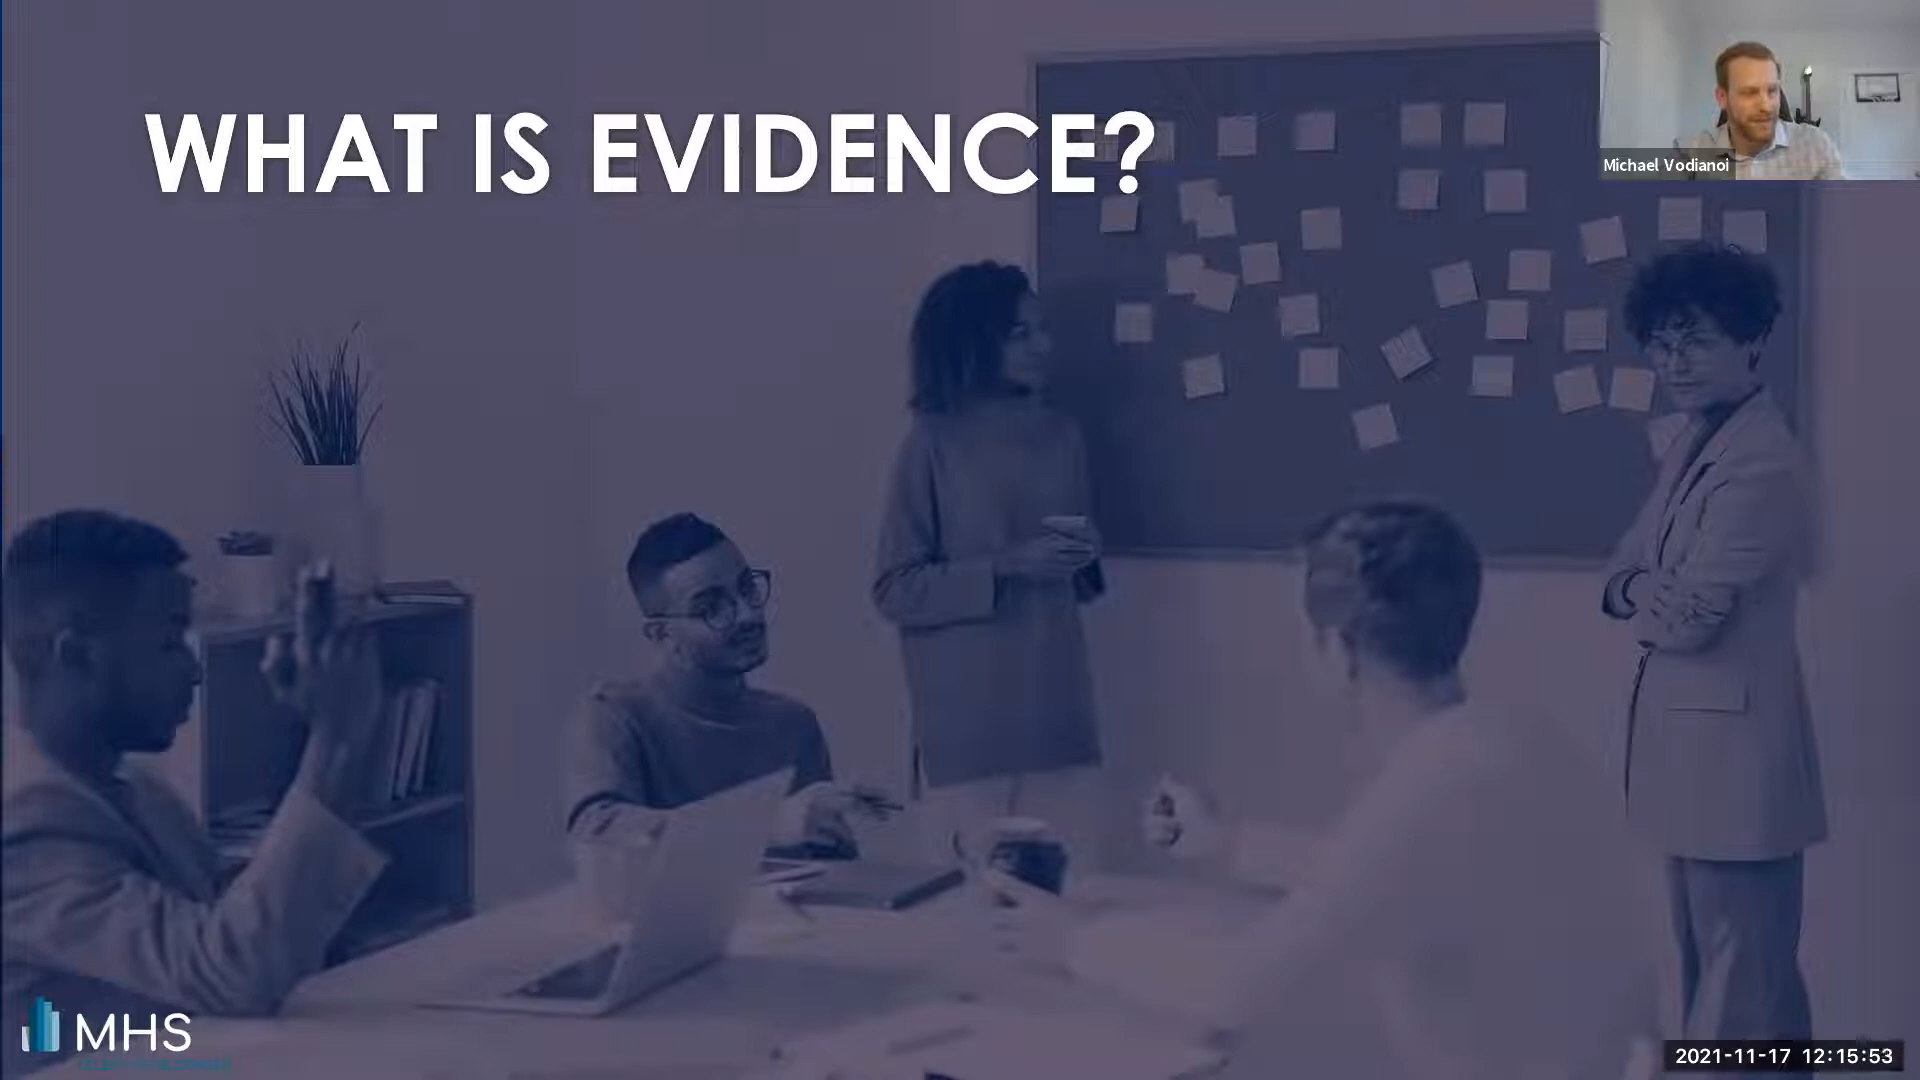 WHAT IS EVIDENCE?
Michael Vodianoi
MHS
2021-11-17 12:15:53